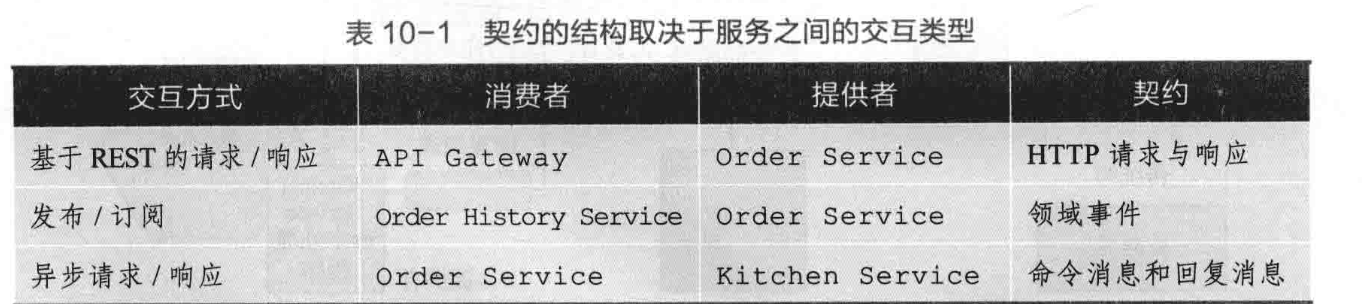 表 10-1 契约的结构取决于服务之间的交互类型
交互方式 消费者 提供者 契约
基于 REST 的请求 / 响应 API Gateway Order Service HTTP 请求与响应
发布 / 订阅 Order History Service Order Service 领域事件
异步请求 / 响应 Order Service Kitchen Service 命令消息和回复消息